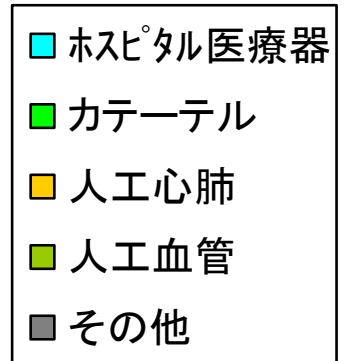 ﾎｽﾋﾟﾀﾙ医療器
カテーテル
人工心肺
人工血管
その他